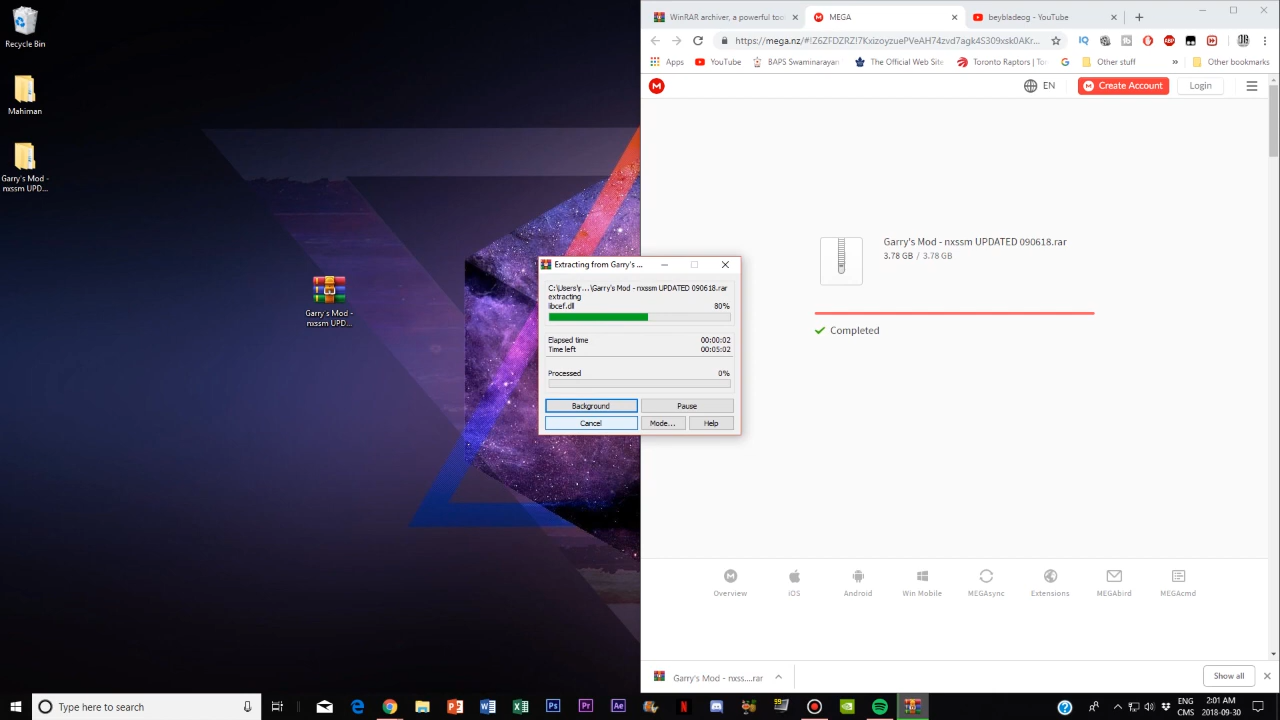 Recycle Bin
Mahiman
Garry's Mod -
nxssm UPD...
Garry's Mod -
nxssm UPD...
WinRAR archiver, a powerful too
MEGA
beybladeog - YouTube
Apps
YouTube
BAPS Swaminarayan
The Official Web Site
Toronto Raptors | To
Other stuff
»
Other bookmarks
EN
Create Account
Login
Garry's Mod - nxssm UPDATED 090618.rar
3.78 GB / 3.78 GB
Completed
Extracting from Garry's ...
C:\Users\r...\Garry's Mod - nxssm UPDATED 090618.rar
extracting
libcef.dll 80%
Elapsed time 00:00:02
Time left 00:05:02
Processed 0%
Background
Pause
Cancel
Mode...
Help
Overview
iOS
Android
Win Mobile
MEGAsync
Extensions
MEGAbird
MEGAcmd
Garry's Mod - nxss....rar
Show all
Type here to search
ENG
CMS
2:01 AM
2018-09-30